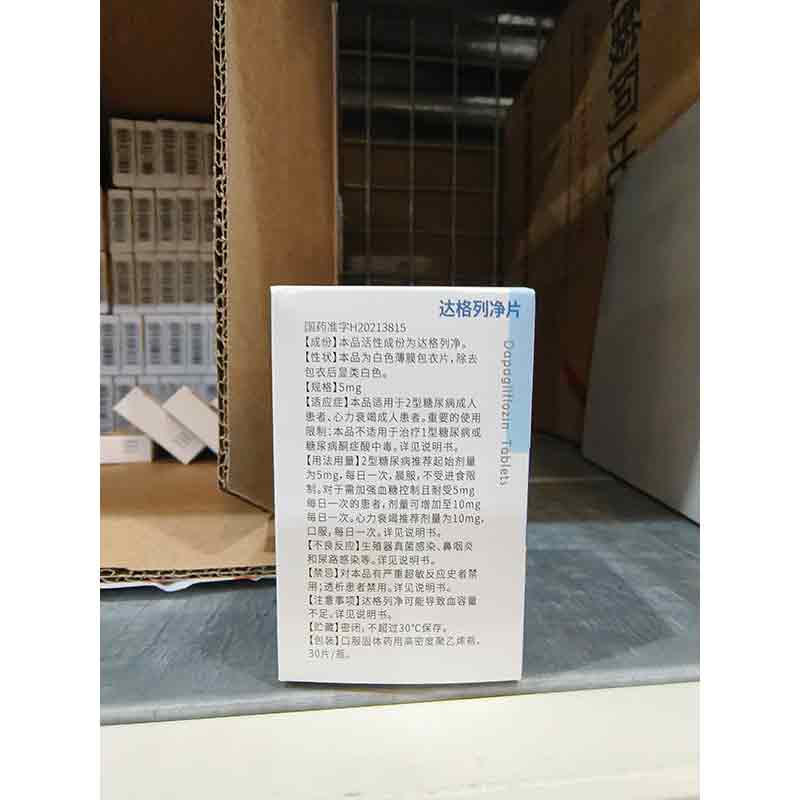 达格列净片
Dapagliflozin Tablets
国药准字H20213815
【成份】本品活性成份为达格列净。
【性状】本品为白色薄膜包衣片，除去
包衣后显类白色。
【规格】5mg
【适应症】本品适用于2型糖尿病成人
患者、心力衰竭成人患者。重要的使用
限制：本品不适用于治疗1型糖尿病或
糖尿病酮症酸中毒。详见说明书。
【用法用量】2型糖尿病推荐起始剂量
为5mg，每日一次，晨服，不受进食限
制。对于需加强血糖控制且耐受5mg
每日一次的患者，剂量可增加至10mg
每日一次。心力衰竭推荐剂量为10mg，
口服，每日一次。详见说明书。
【不良反应】生殖器真菌感染、鼻咽炎
和尿路感染等。详见说明书。
【禁忌】对本品有严重超敏反应史者禁
用；透析患者禁用。详见说明书。
【注意事项】达格列净可能导致血容量
不足。详见说明书。
【贮藏】密闭，不超过30℃保存。
【包装】口服固体药用高密度聚乙烯瓶，
30片/瓶。